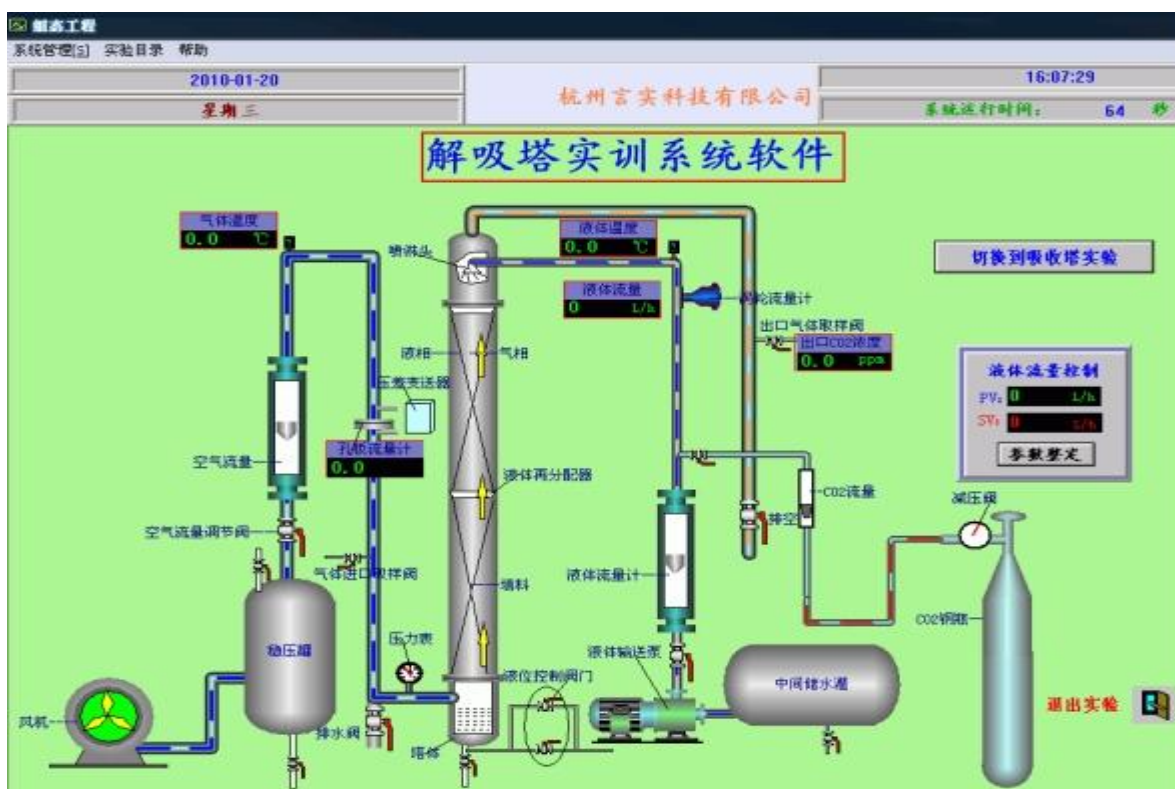 组态工程
系统管理[S] 实验目录 帮助
2010-01-20
星期三
杭州言实科技有限公司
16:07:29
系统运行时间: 64 秒
解吸塔实训系统软件
气体温度
0.0 ℃
喷淋头
液体温度
0.0 ℃
切换到吸收塔实验
液体流量
0 L/h
涡轮流量计
出口气体取样阀
出口CO2浓度
0.0 ppm
液相
气相
压差变送器
液体流量控制
PV: 0 L/h
SV: 0 L/h
参数整定
孔板流量计
0.0
空气流量
液体再分配器
CO2流量
减压阀
空气流量调节阀
排空
气体进口取样阀
填料
液体流量计
CO2钢瓶
稳压罐
压力表
液位控制阀门
液体输送泵
中间储水灌
风机
排水阀
塔体
退出实验